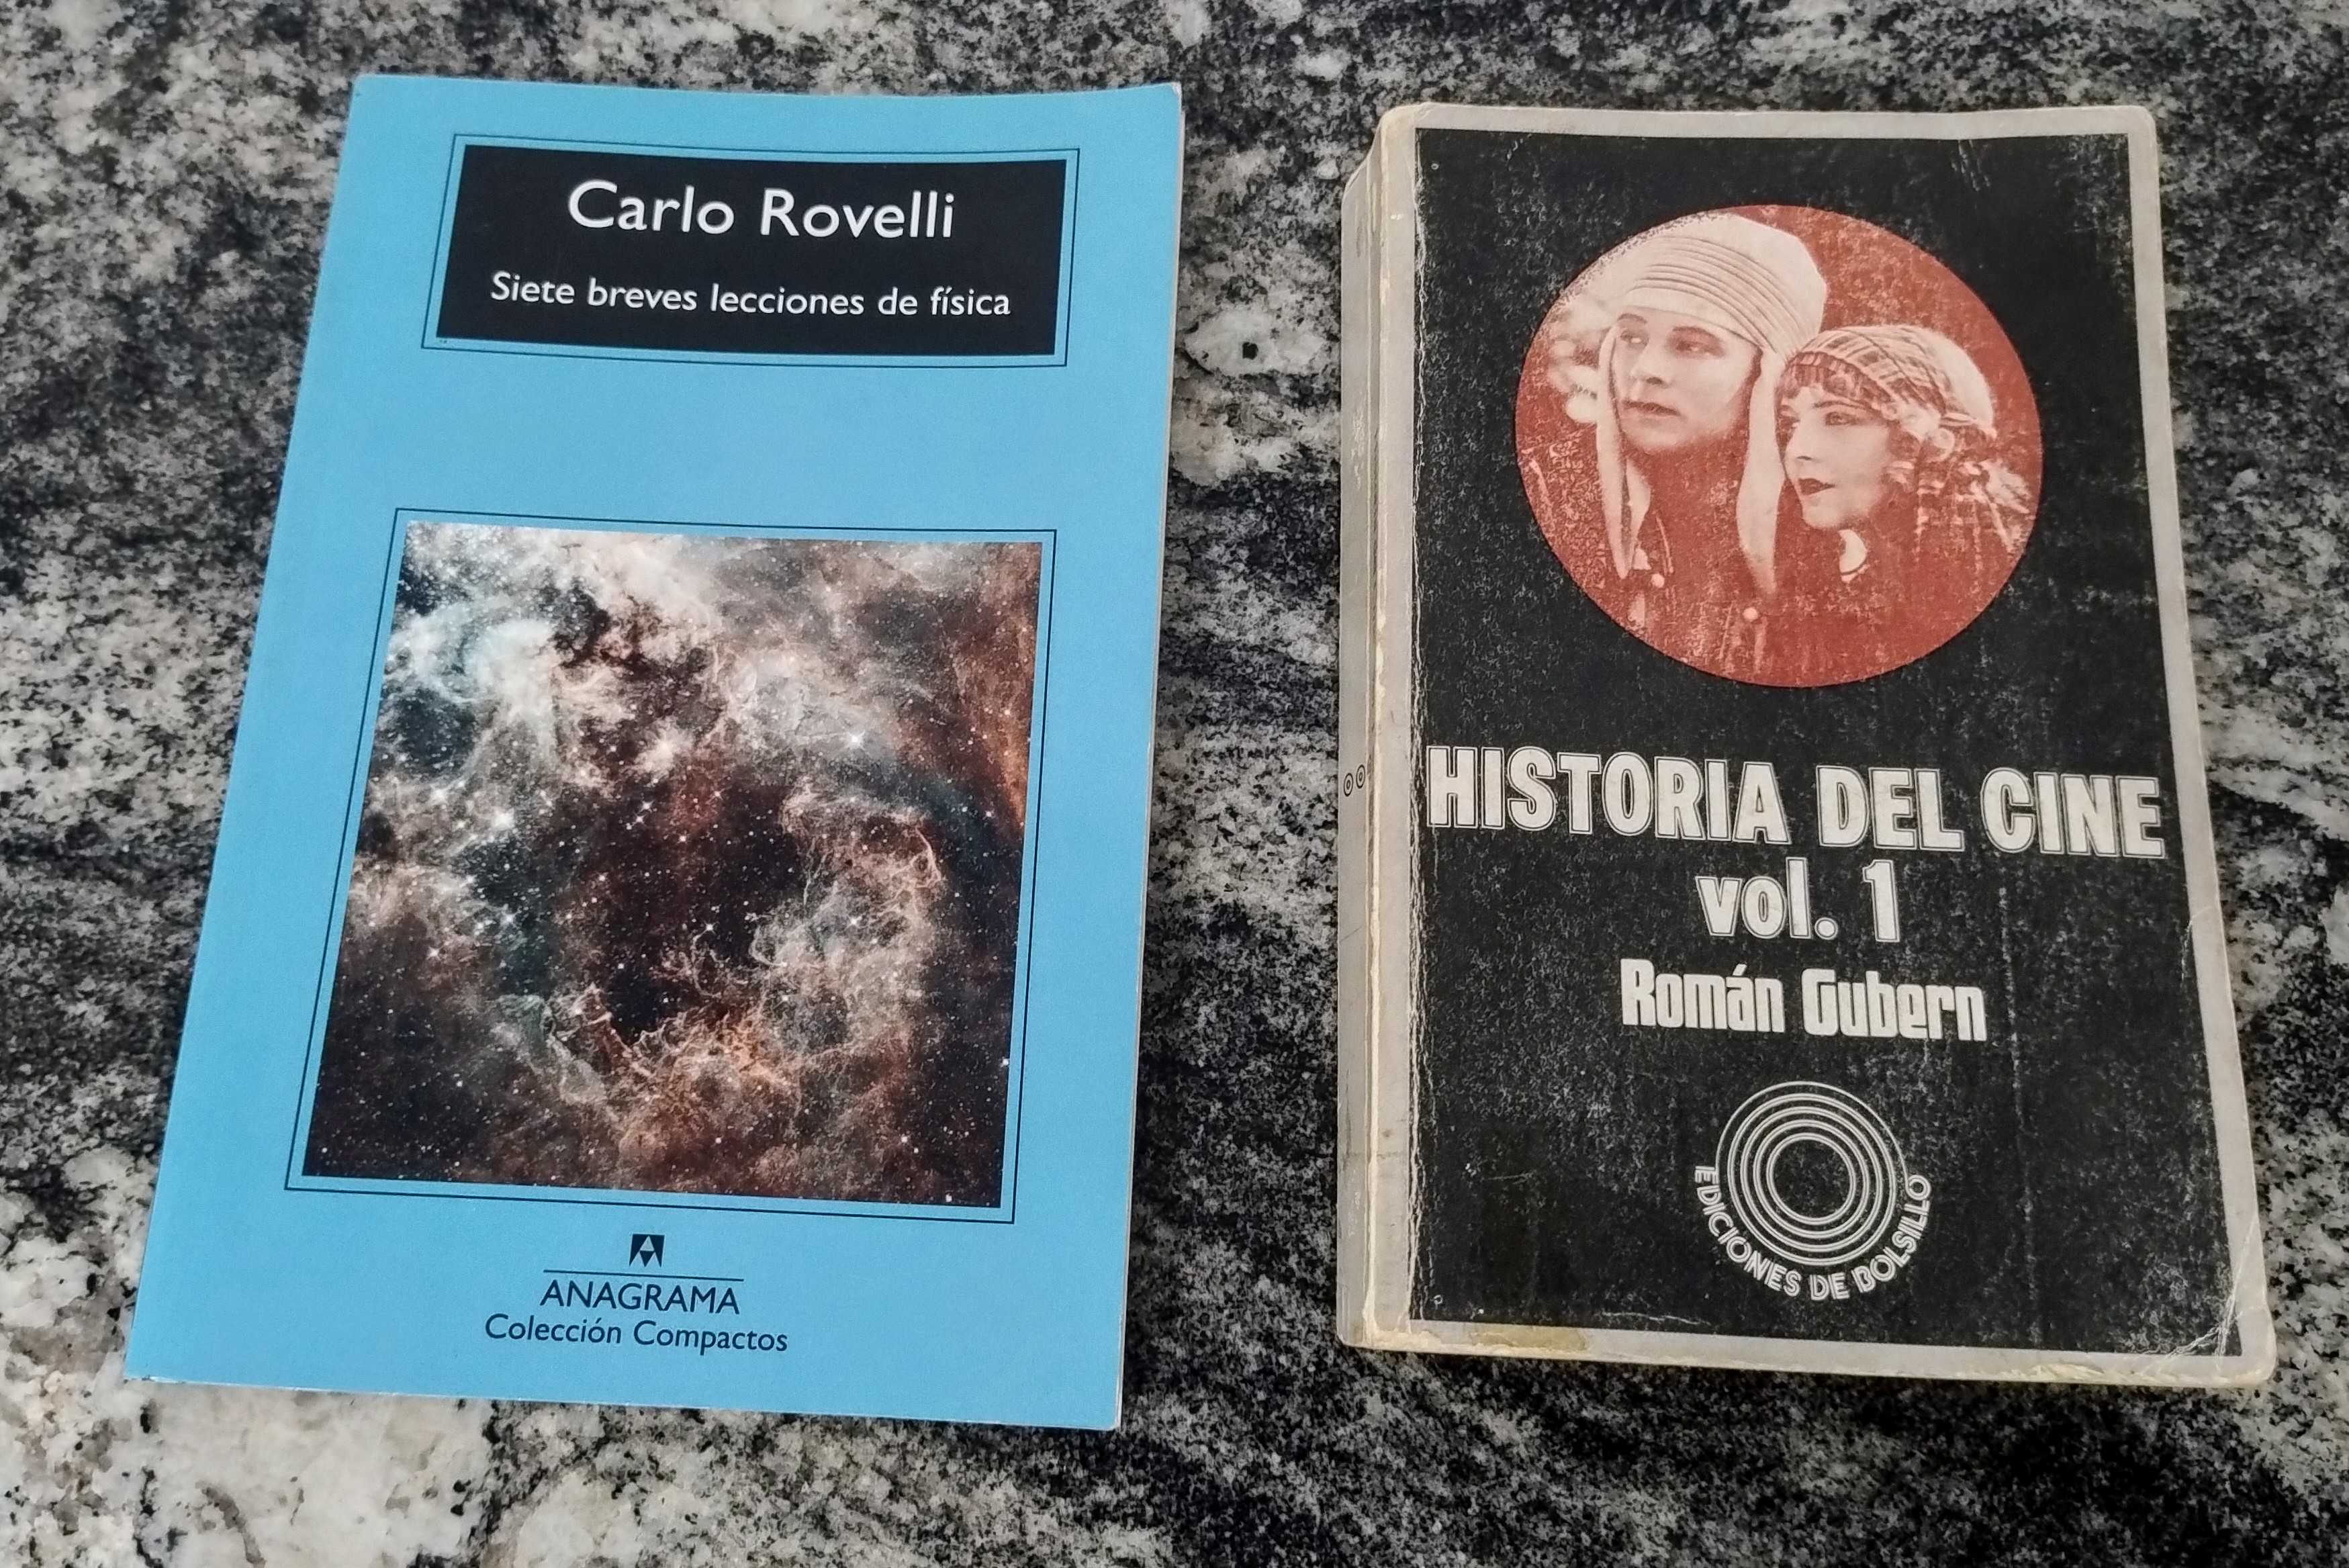 Carlo Rovelli
Siete breves lecciones de física
ANAGRAMA
Colección Compactos
HISTORIA DEL CINE
vol. 1
Román Gubern
EDICIONES DE BOLSILLO